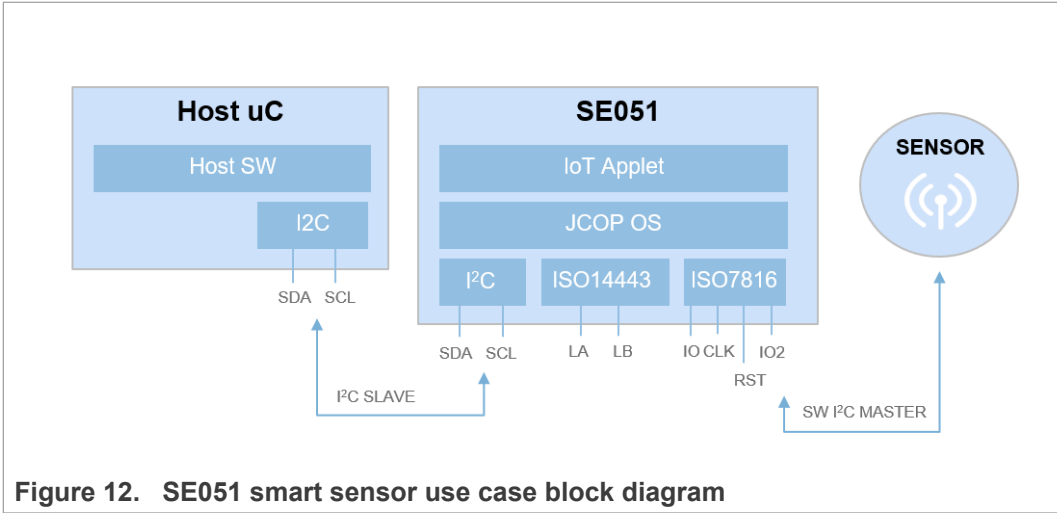 Host uC
Host SW
I2C
SDA SCL
SE051
IoT Applet
JCOP OS
I²C ISO14443 ISO7816
SDA SCL LA LB IO CLK IO2
RST
SENSOR
I²C SLAVE
SW I²C MASTER
Figure 12. SE051 smart sensor use case block diagram